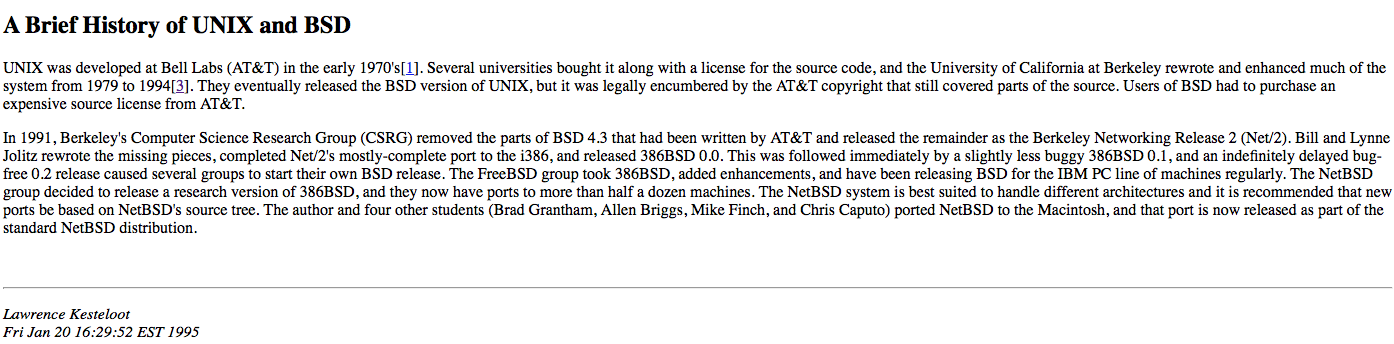 A Brief History of UNIX and BSD
UNIX was developed at Bell Labs (AT&T) in the early 1970's[1]. Several universities bought it along with a license for the source code, and the University of California at Berkeley rewrote and enhanced much of the
system from 1979 to 1994[3]. They eventually released the BSD version of UNIX, but it was legally encumbered by the AT&T copyright that still covered parts of the source. Users of BSD had to purchase an
expensive source license from AT&T.
In 1991, Berkeley's Computer Science Research Group (CSRG) removed the parts of BSD 4.3 that had been written by AT&T and released the remainder as the Berkeley Networking Release 2 (Net/2). Bill and Lynne
Jolitz rewrote the missing pieces, completed Net/2's mostly-complete port to the i386, and released 386BSD 0.0. This was followed immediately by a slightly less buggy 386BSD 0.1, and an indefinitely delayed bug-
free 0.2 release caused several groups to start their own BSD release. The FreeBSD group took 386BSD, added enhancements, and have been releasing BSD for the IBM PC line of machines regularly. The NetBSD
group decided to release a research version of 386BSD, and they now have ports to more than half a dozen machines. The NetBSD system is best suited to handle different architectures and it is recommended that new
ports be based on NetBSD's source tree. The author and four other students (Brad Grantham, Allen Briggs, Mike Finch, and Chris Caputo) ported NetBSD to the Macintosh, and that port is now released as part of the
standard NetBSD distribution.
Lawrence Kesteloot
Fri Jan 20 16:29:52 EST 1995